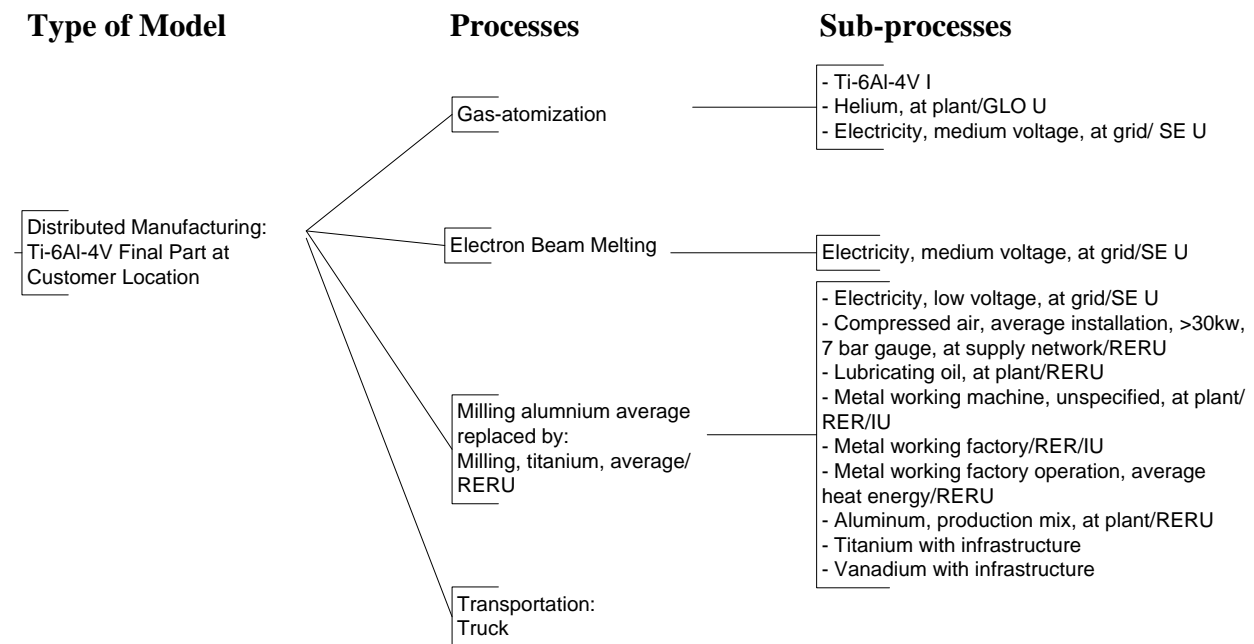 Type of Model
Processes
Sub-processes
Gas-atomization
- Ti-6Al-4V I
- Helium, at plant/GLO U
- Electricity, medium voltage, at grid/ SE U
Distributed Manufacturing:
Ti-6Al-4V Final Part at
Customer Location
Electron Beam Melting
Electricity, medium voltage, at grid/SE U
Milling alumnium average
replaced by:
Milling, titanium, average/
RERU
- Electricity, low voltage, at grid/SE U
- Compressed air, average installation, >30kw,
7 bar gauge, at supply network/RERU
- Lubricating oil, at plant/RERU
- Metal working machine, unspecified, at plant/
RER/IU
- Metal working factory/RER/IU
- Metal working factory operation, average
heat energy/RERU
- Aluminum, production mix, at plant/RERU
- Titanium with infrastructure
- Vanadium with infrastructure
Transportation:
Truck